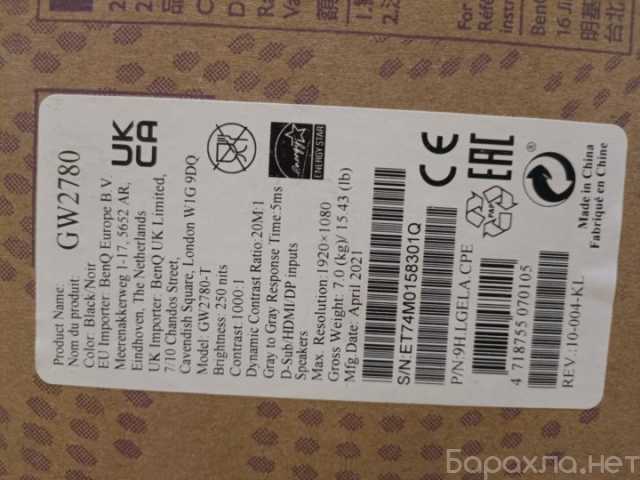 Product Name:
Nom du produit: GW2780
Color: Black/Noir
EU Importer: BenQ Europe B.V.
Meerenakkerweg 1-17, 5652 AR,
Eindhoven, The Netherlands
UK Importer: BenQ UK Limited,
7/10 Chandos Street,
Cavendish Square, London W1G 9DQ
Model: GW2780-T
Brightness: 250 nits
Contrast:1000:1
Dynamic Contrast Ratio:20M:1
Gray to Gray Response Time:5ms
D-Sub/HDMI/DP inputs
Speakers
Max. Resolution:1920×1080
Gross Weight: 7.0 (kg)/ 15.43 (lb)
Mfg.Date: April 2021
UK
CA
energy
ENERGY STAR
CE
EAC
S/N:ET74M0158301Q
P/N:9H.LGELA.CPE
4 718755 070105
REV.:10-004-KL
Made in China
Fabriqué en Chine
Барахла.нет